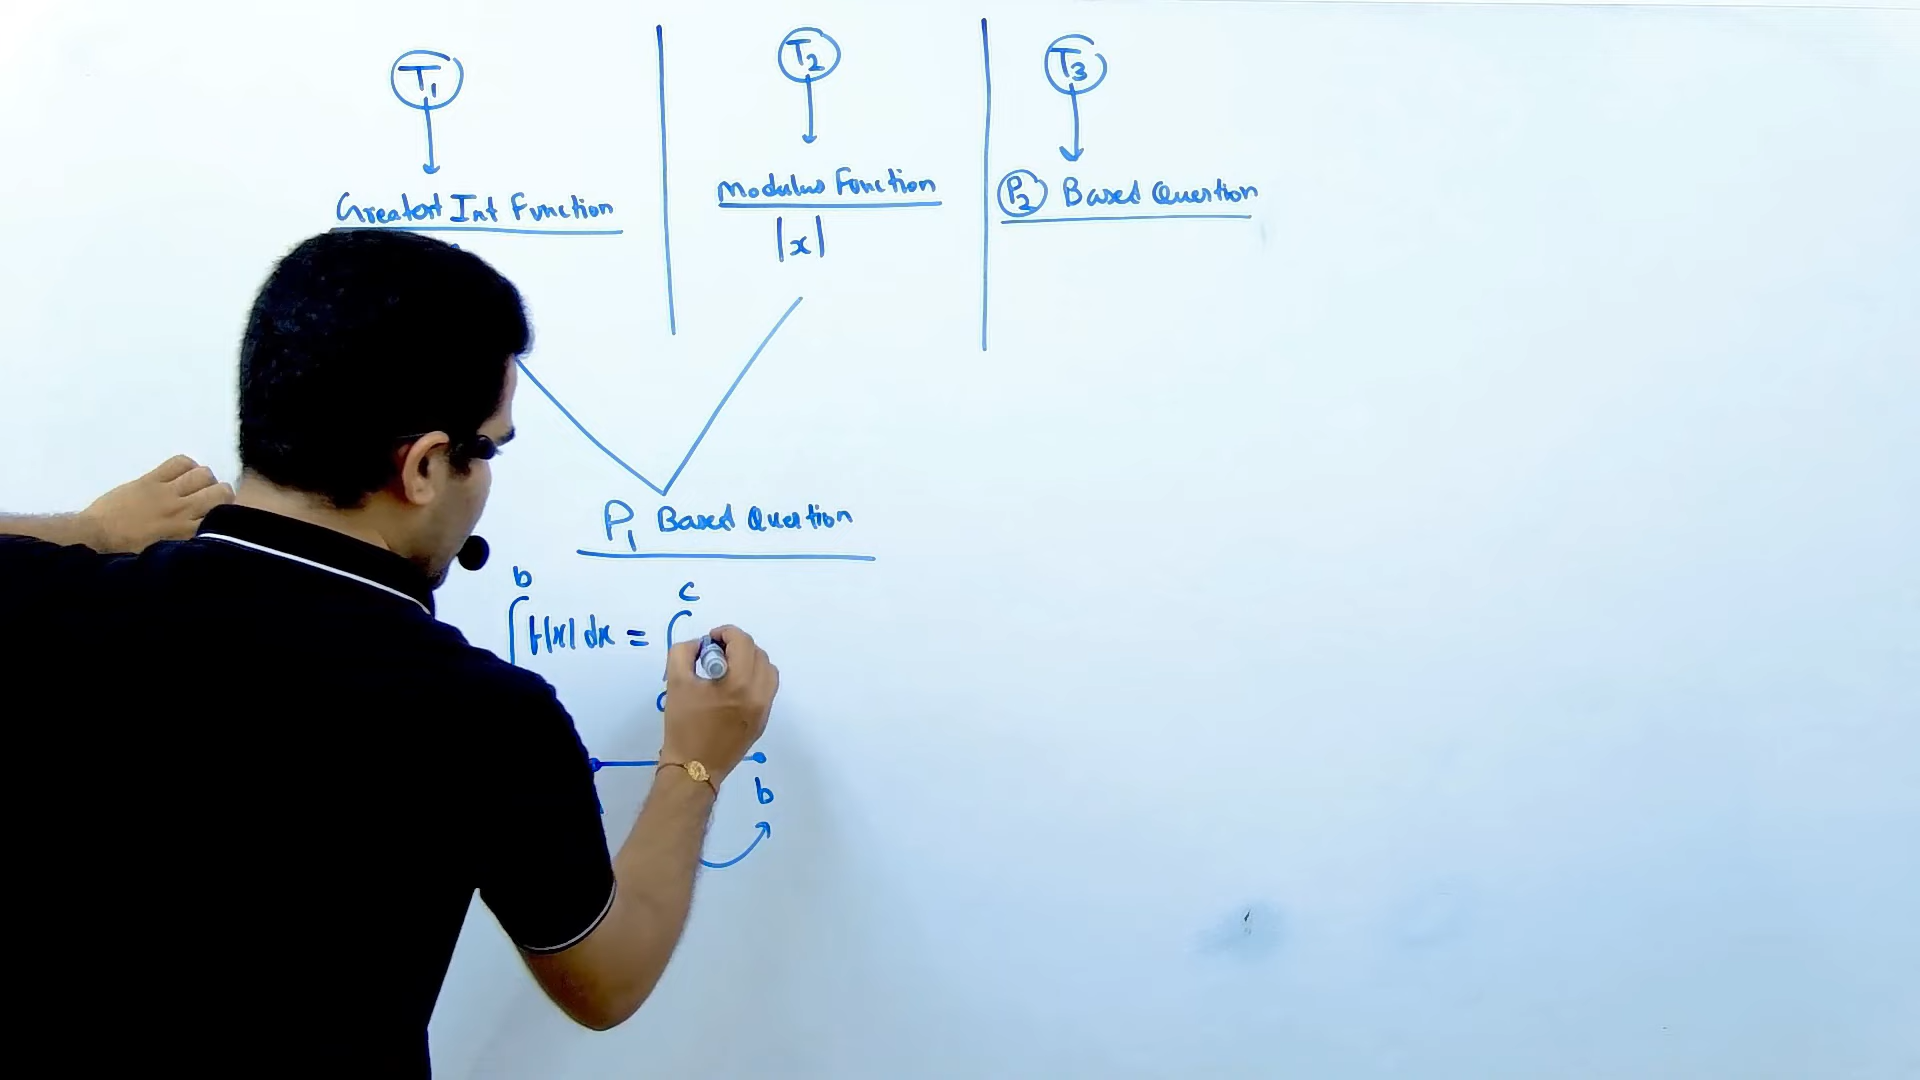 T₁
Greatest Int Function
T₂
Modulus Function
|x|
T₃
P₂ Based Question
P₁ Based Question
∫ b f(x) dx = ∫ c
b